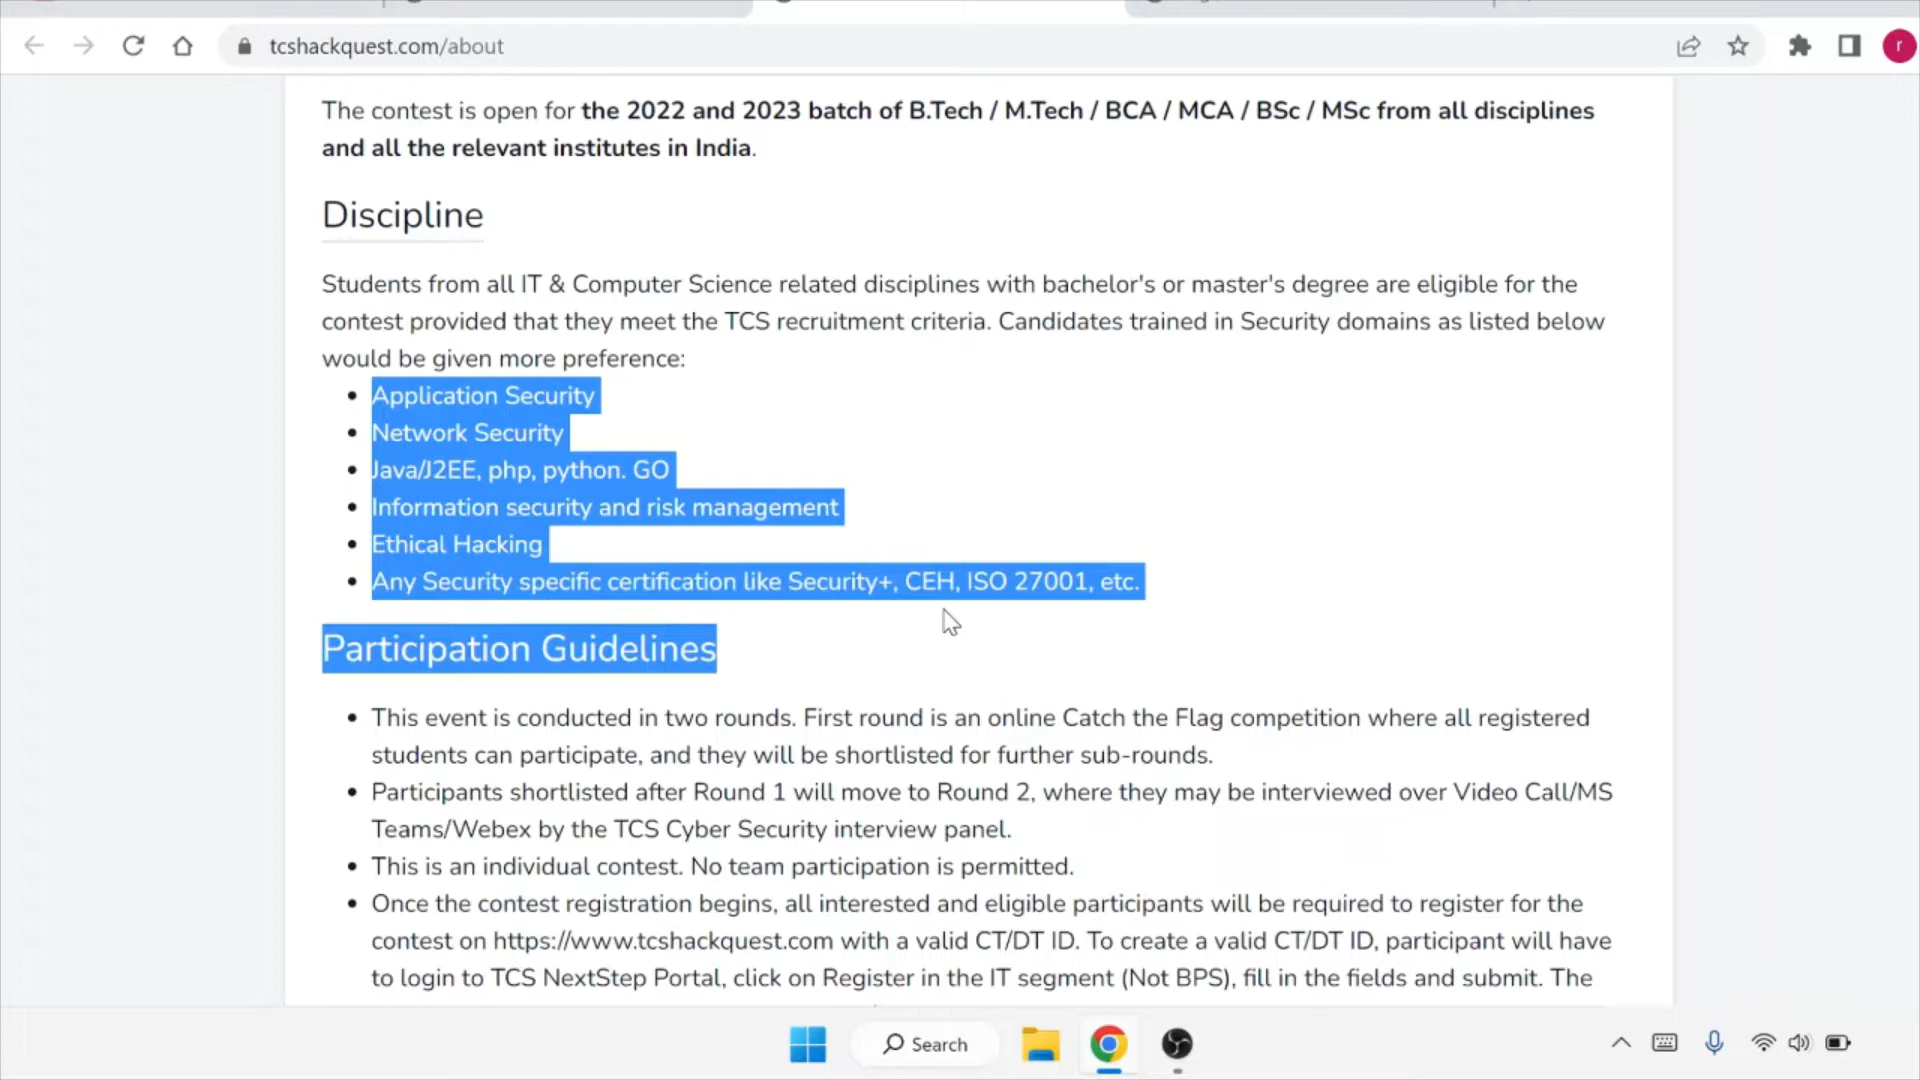 tcshackquest.com/about
r
The contest is open for the 2022 and 2023 batch of B.Tech / M.Tech / BCA / MCA / BSc / MSc from all disciplines
and all the relevant institutes in India.
Discipline
Students from all IT & Computer Science related disciplines with bachelor's or master's degree are eligible for the
contest provided that they meet the TCS recruitment criteria. Candidates trained in Security domains as listed below
would be given more preference:
• Application Security
• Network Security
• Java/J2EE, php, python. GO
• Information security and risk management
• Ethical Hacking
• Any Security specific certification like Security+, CEH, ISO 27001, etc.
Participation Guidelines
• This event is conducted in two rounds. First round is an online Catch the Flag competition where all registered
students can participate, and they will be shortlisted for further sub-rounds.
• Participants shortlisted after Round 1 will move to Round 2, where they may be interviewed over Video Call/MS
Teams/Webex by the TCS Cyber Security interview panel.
• This is an individual contest. No team participation is permitted.
• Once the contest registration begins, all interested and eligible participants will be required to register for the
contest on https://www.tcshackquest.com with a valid CT/DT ID. To create a valid CT/DT ID, participant will have
to login to TCS NextStep Portal, click on Register in the IT segment (Not BPS), fill in the fields and submit. The
Search